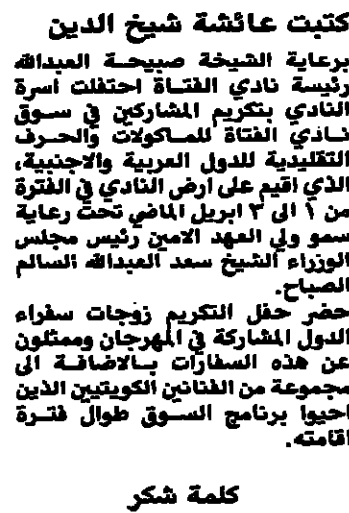 كتبت عائشة شيخ الدين
برعاية الشيخة صبيحة العبدالله
رئيسة نادي الفتاة احتفلت اسرة
النادي بتكريم المشاركين في سوق
نادي الفتاة للماكولات والحرف
التقليدية للدول العربية والاجنبية،
الذي اقيم على ارض النادي في الفترة
من ١ الى ٣ ابريل الماضي تحت رعاية
سمو ولي العهد الامين رئيس مجلس
الوزراء الشيخ سعد العبدالله السالم
الصباح.
حضر حفل التكريم زوجات سفراء
الدول المشاركة في المهرجان وممثلون
عن هذه السفارات بالاضافة الى
مجموعة من الفنانين الكويتيين الذين
احيوا برنامج السوق طوال فترة
اقامته.
كلمة شكر